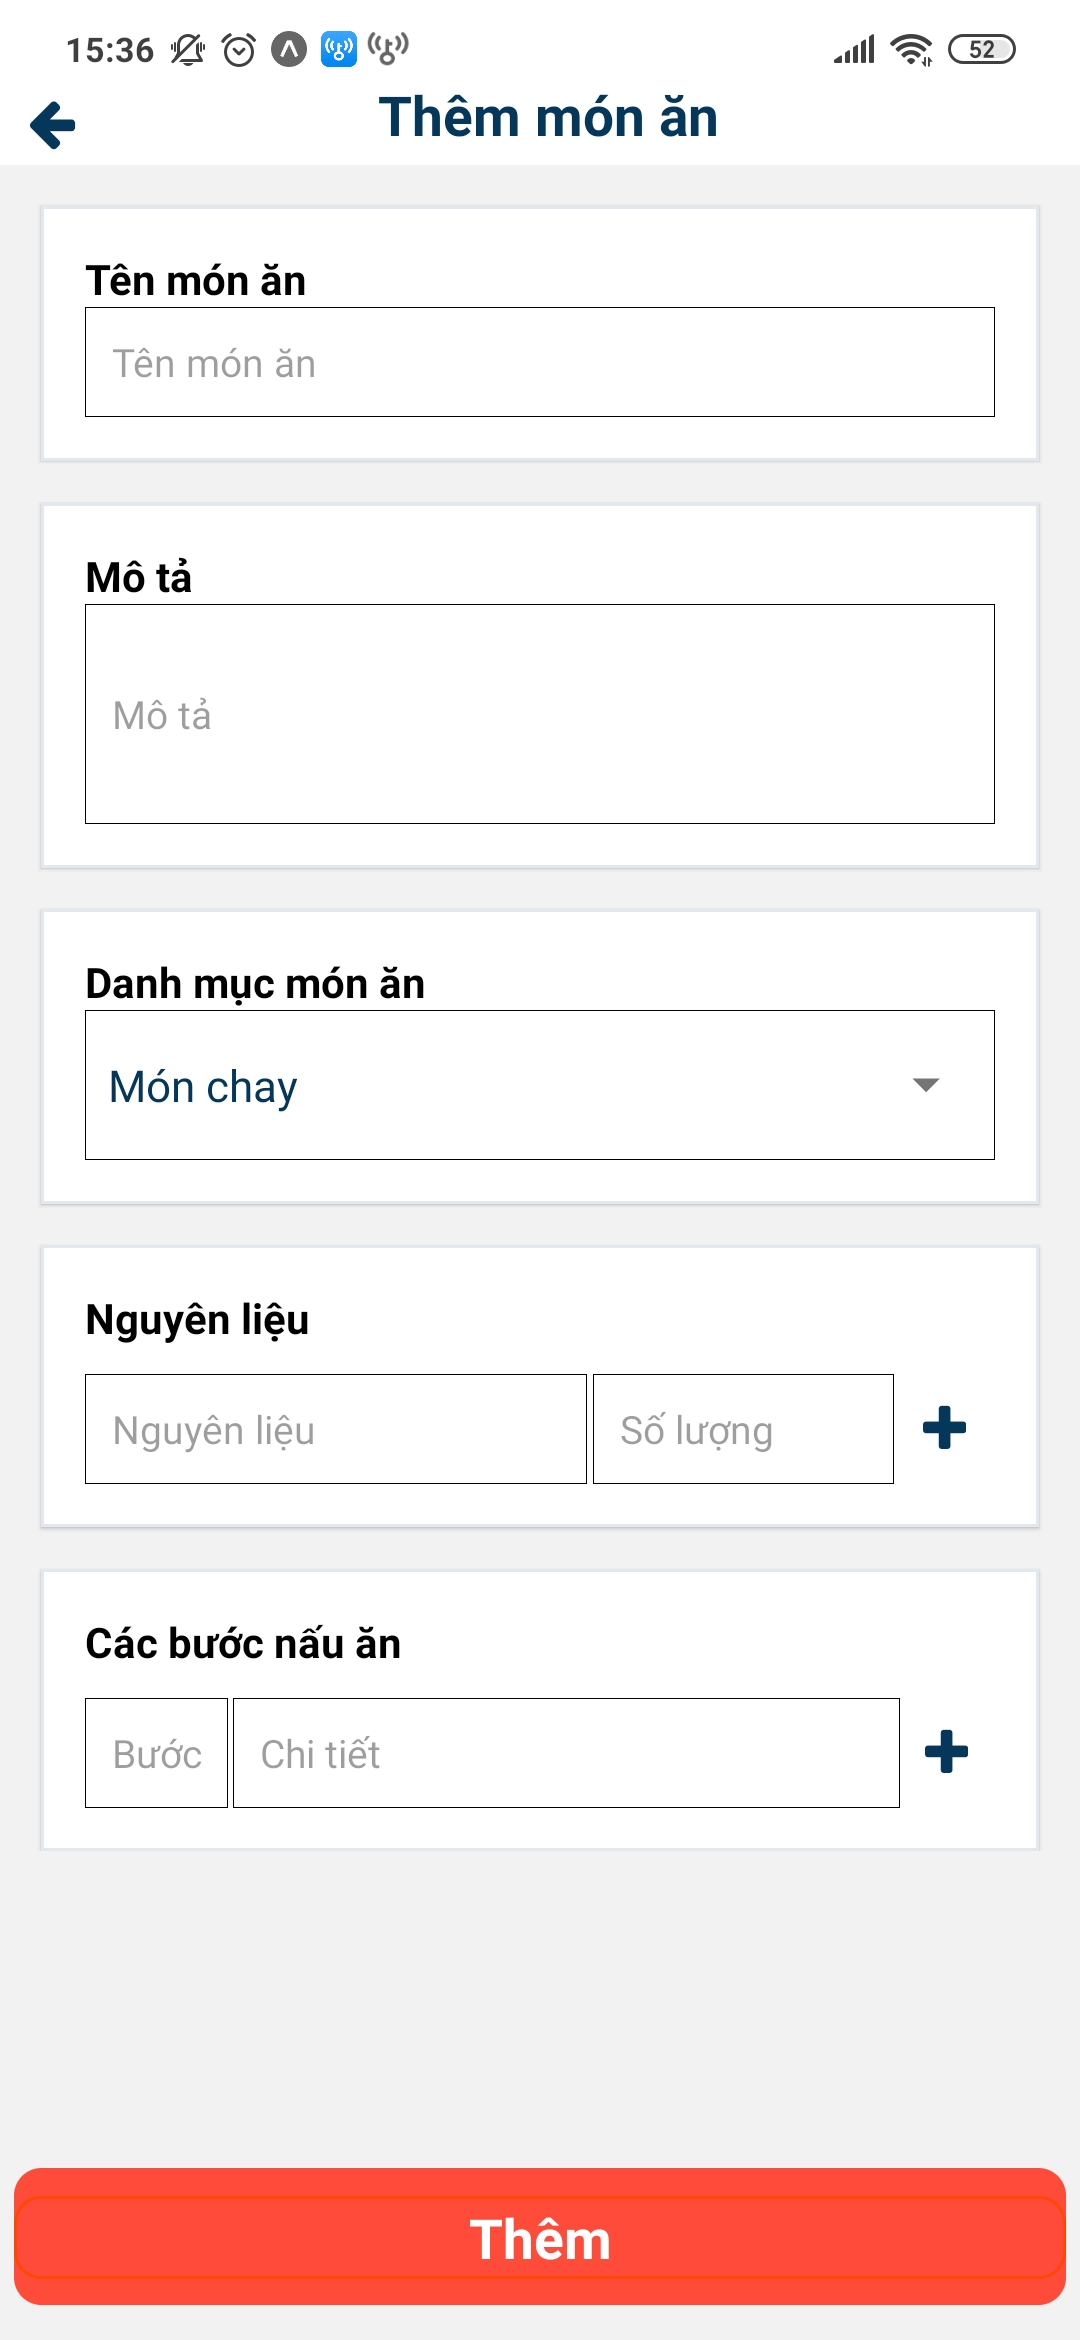 15:36
52
Thêm món ăn
Tên món ăn
Tên món ăn
Mô tả
Mô tả
Danh mục món ăn
Món chay
Nguyên liệu
Nguyên liệu Số lượng
Các bước nấu ăn
Bước Chi tiết
Thêm